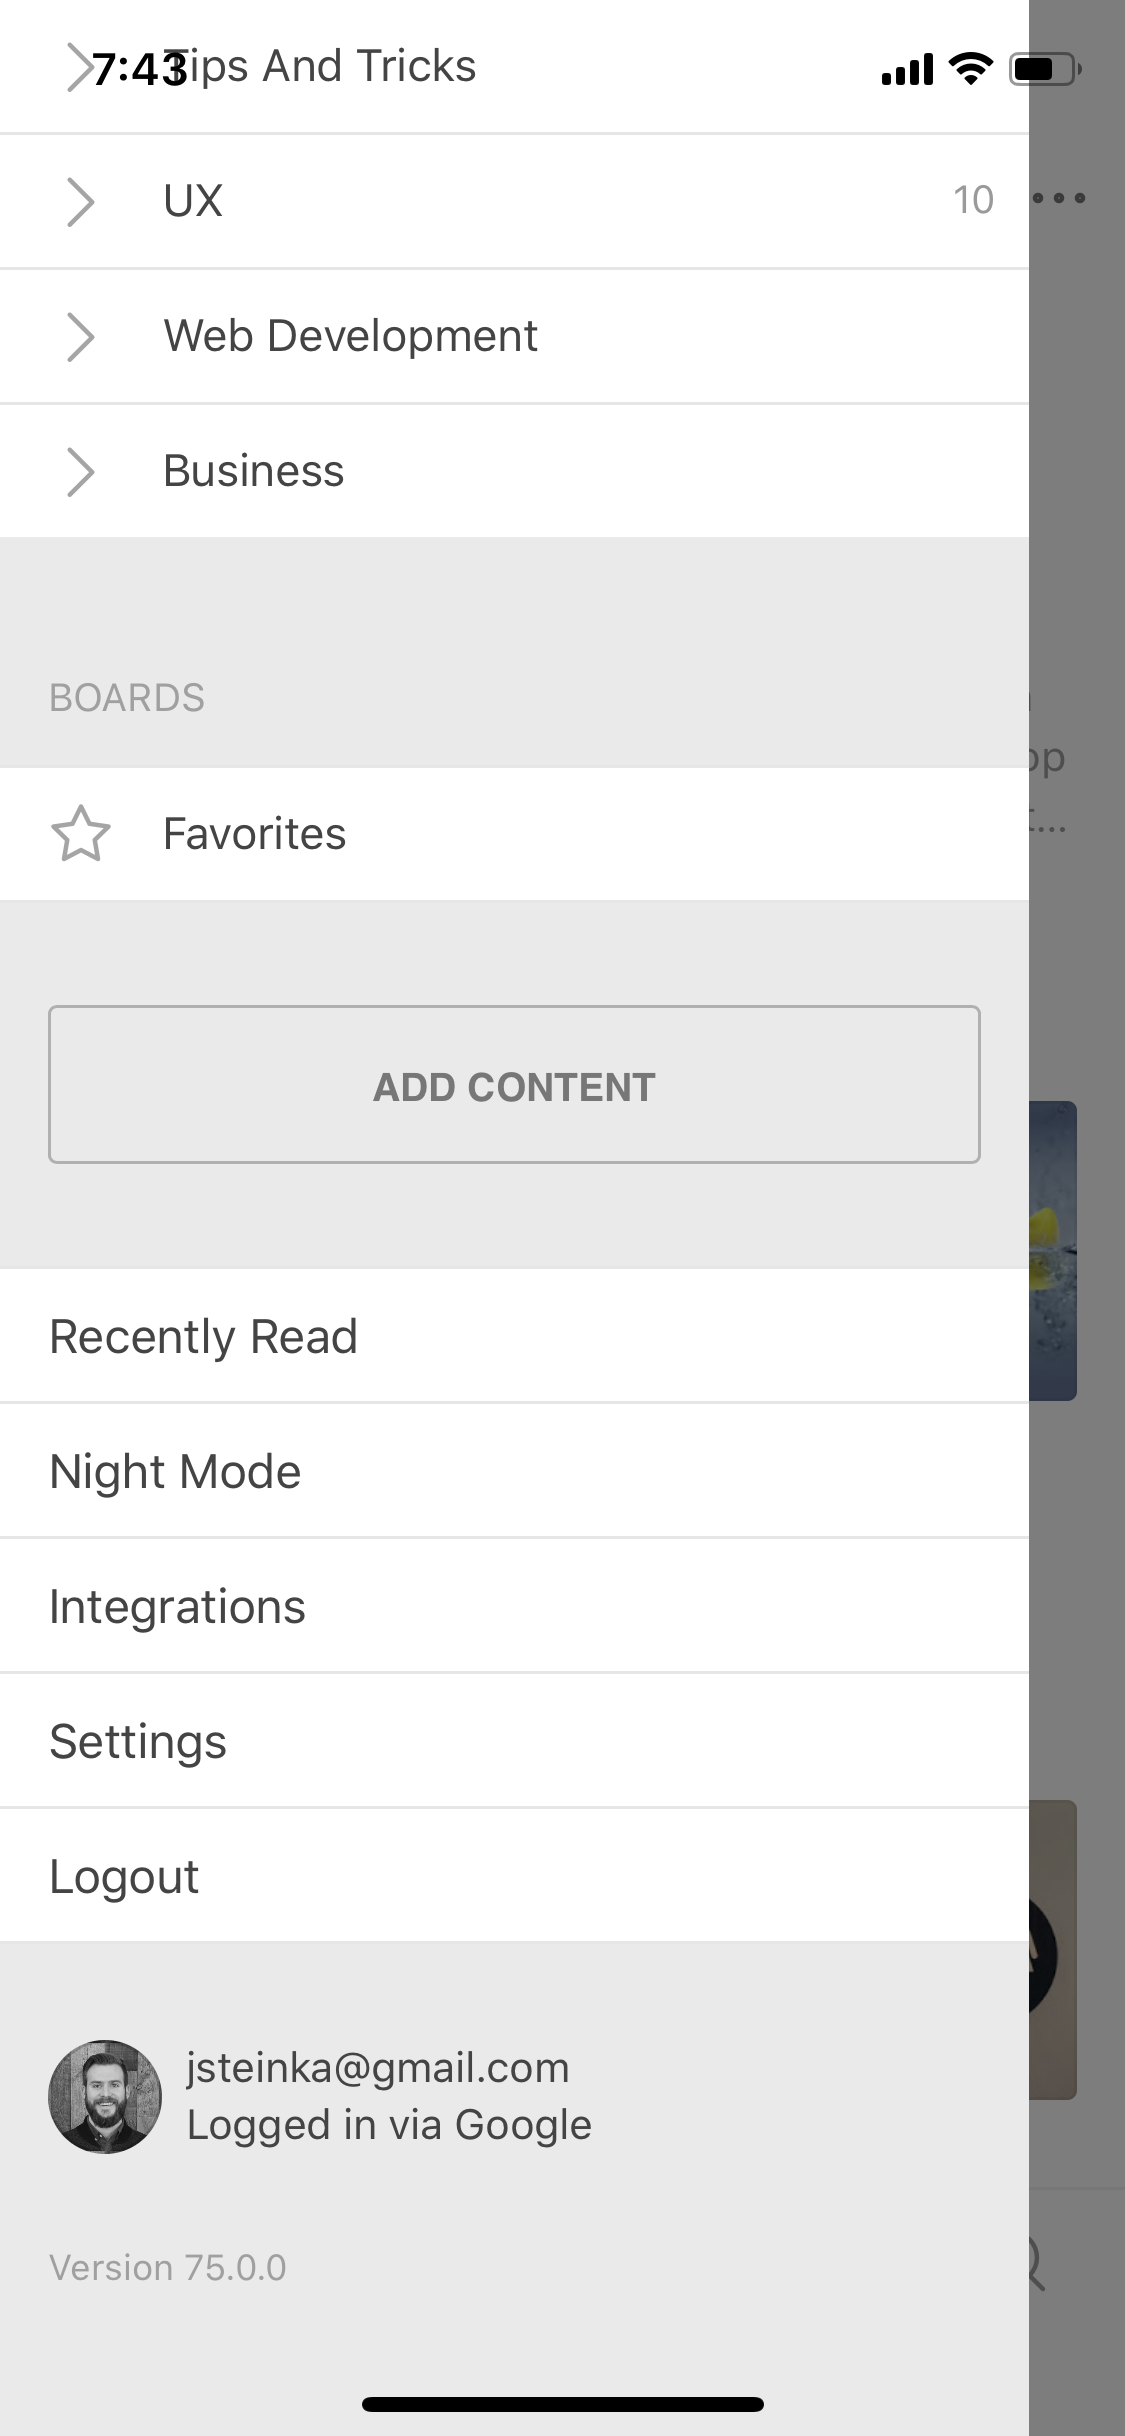 7:43
Tips And Tricks
UX 10
Web Development
Business
BOARDS
Favorites
ADD CONTENT
Recently Read
Night Mode
Integrations
Settings
Logout
jsteinka@gmail.com
Logged in via Google
Version 75.0.0